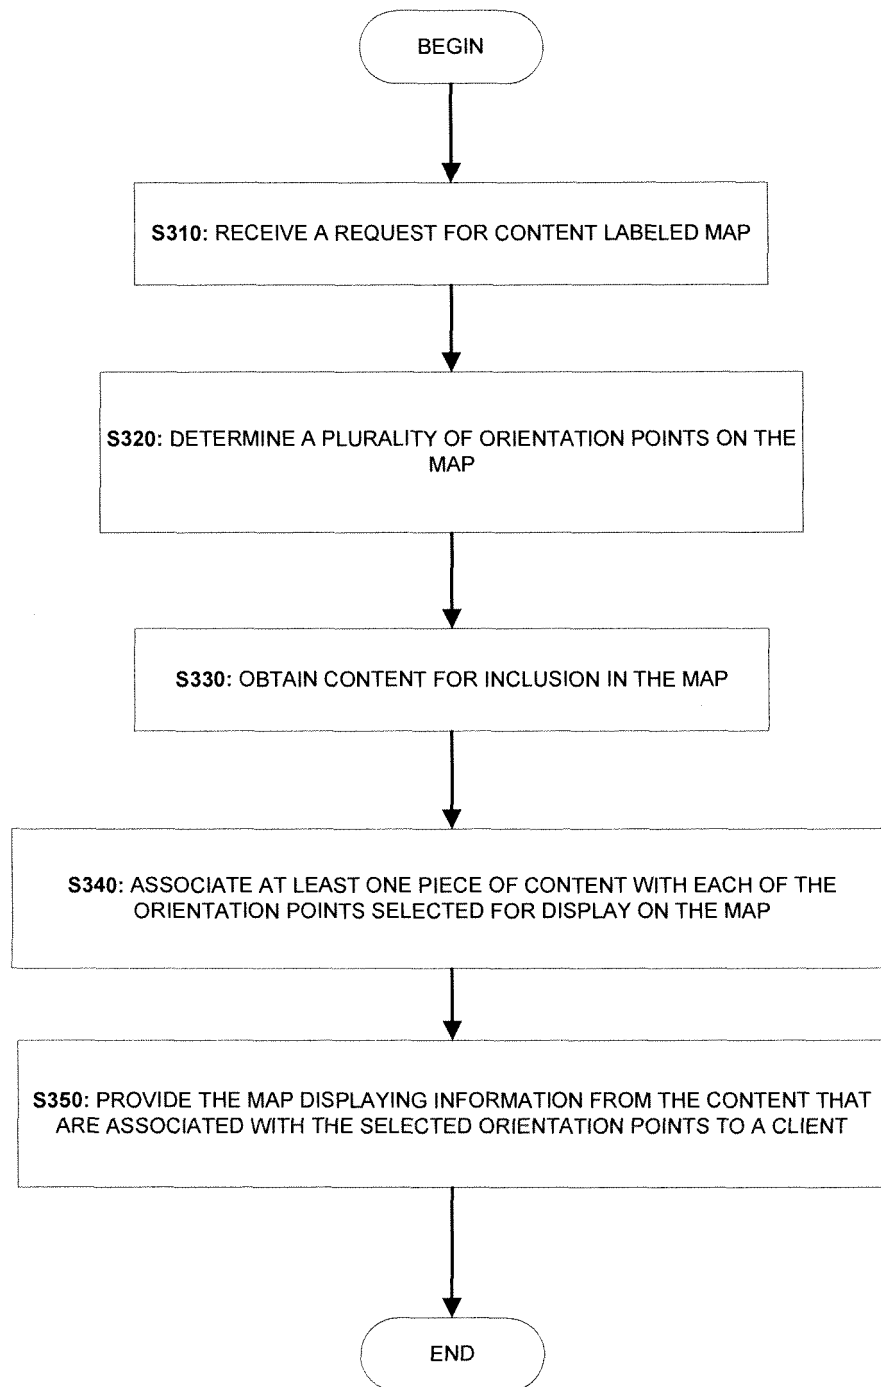 BEGIN
S310: RECEIVE A REQUEST FOR CONTENT LABELED MAP
S320: DETERMINE A PLURALITY OF ORIENTATION POINTS ON THE
MAP
S330: OBTAIN CONTENT FOR INCLUSION IN THE MAP
S340: ASSOCIATE AT LEAST ONE PIECE OF CONTENT WITH EACH OF THE
ORIENTATION POINTS SELECTED FOR DISPLAY ON THE MAP
S350: PROVIDE THE MAP DISPLAYING INFORMATION FROM THE CONTENT THAT
ARE ASSOCIATED WITH THE SELECTED ORIENTATION POINTS TO A CLIENT
END